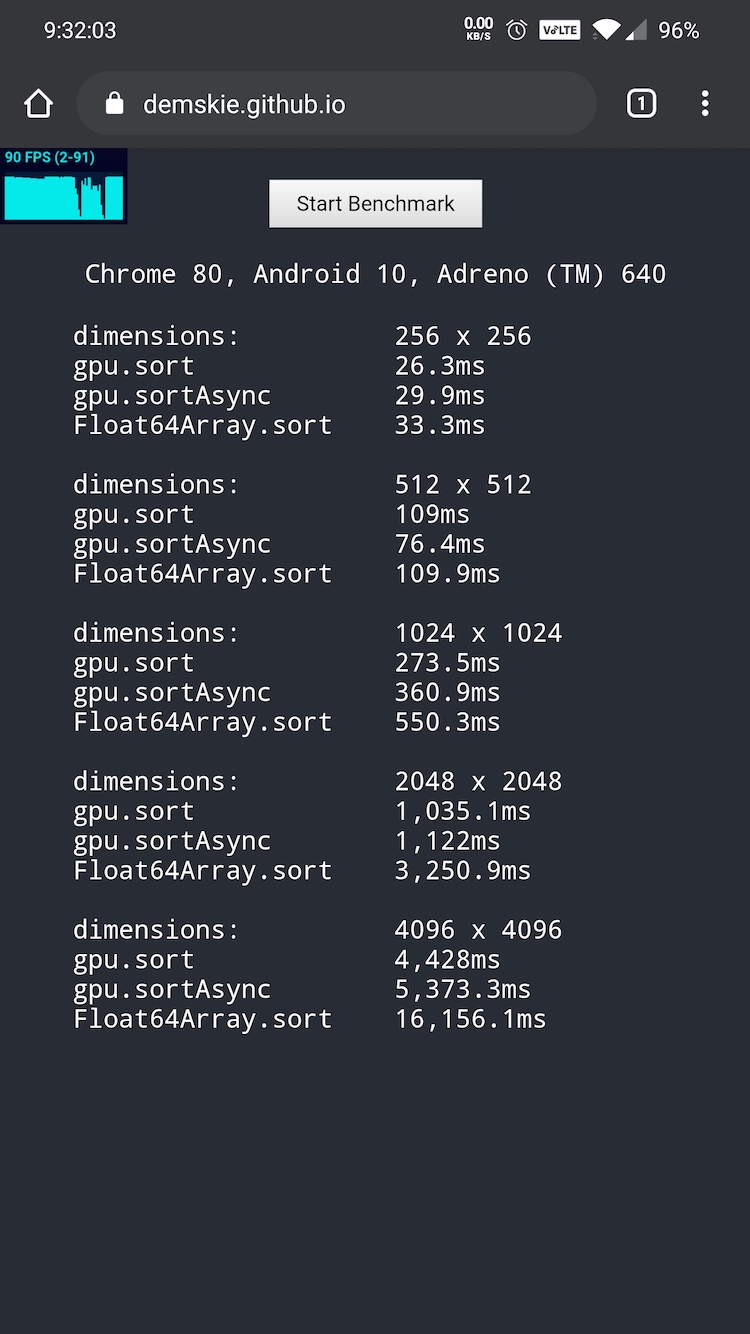 9:32:03
0.00
KB/S
VoLTE
96%
demskie.github.io
1
90 FPS (2-91)
Start Benchmark
Chrome 80, Android 10, Adreno (TM) 640
dimensions: 256 x 256
gpu.sort 26.3ms
gpu.sortAsync 29.9ms
Float64Array.sort 33.3ms
dimensions: 512 x 512
gpu.sort 109ms
gpu.sortAsync 76.4ms
Float64Array.sort 109.9ms
dimensions: 1024 x 1024
gpu.sort 273.5ms
gpu.sortAsync 360.9ms
Float64Array.sort 550.3ms
dimensions: 2048 x 2048
gpu.sort 1,035.1ms
gpu.sortAsync 1,122ms
Float64Array.sort 3,250.9ms
dimensions: 4096 x 4096
gpu.sort 4,428ms
gpu.sortAsync 5,373.3ms
Float64Array.sort 16,156.1ms